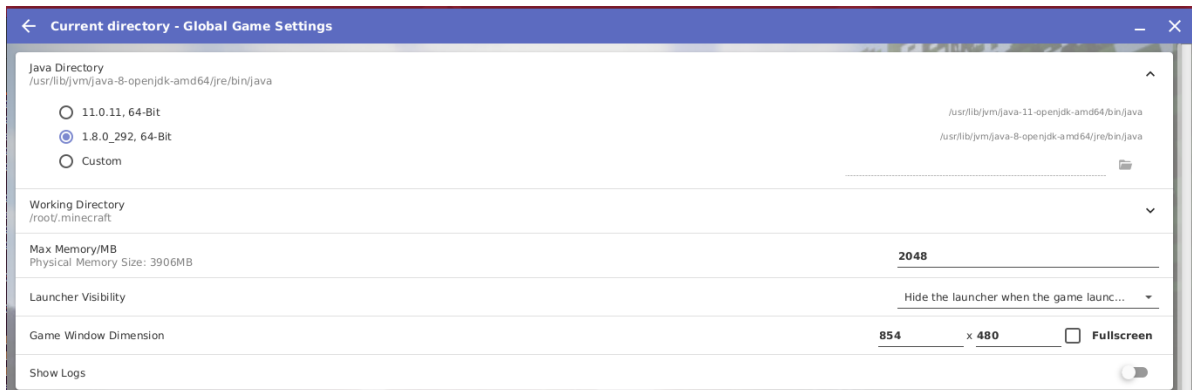 Current directory - Global Game Settings
Java Directory
/usr/lib/jvm/java-8-openjdk-amd64/jre/bin/java
11.0.11, 64-Bit /usr/lib/jvm/java-11-openjdk-amd64/bin/java
1.8.0_292, 64-Bit /usr/lib/jvm/java-8-openjdk-amd64/jre/bin/java
Custom
Working Directory
/root/.minecraft
Max Memory/MB
Physical Memory Size: 3906MB
2048
Launcher Visibility Hide the launcher when the game launc...
Game Window Dimension 854 x 480 Fullscreen
Show Logs